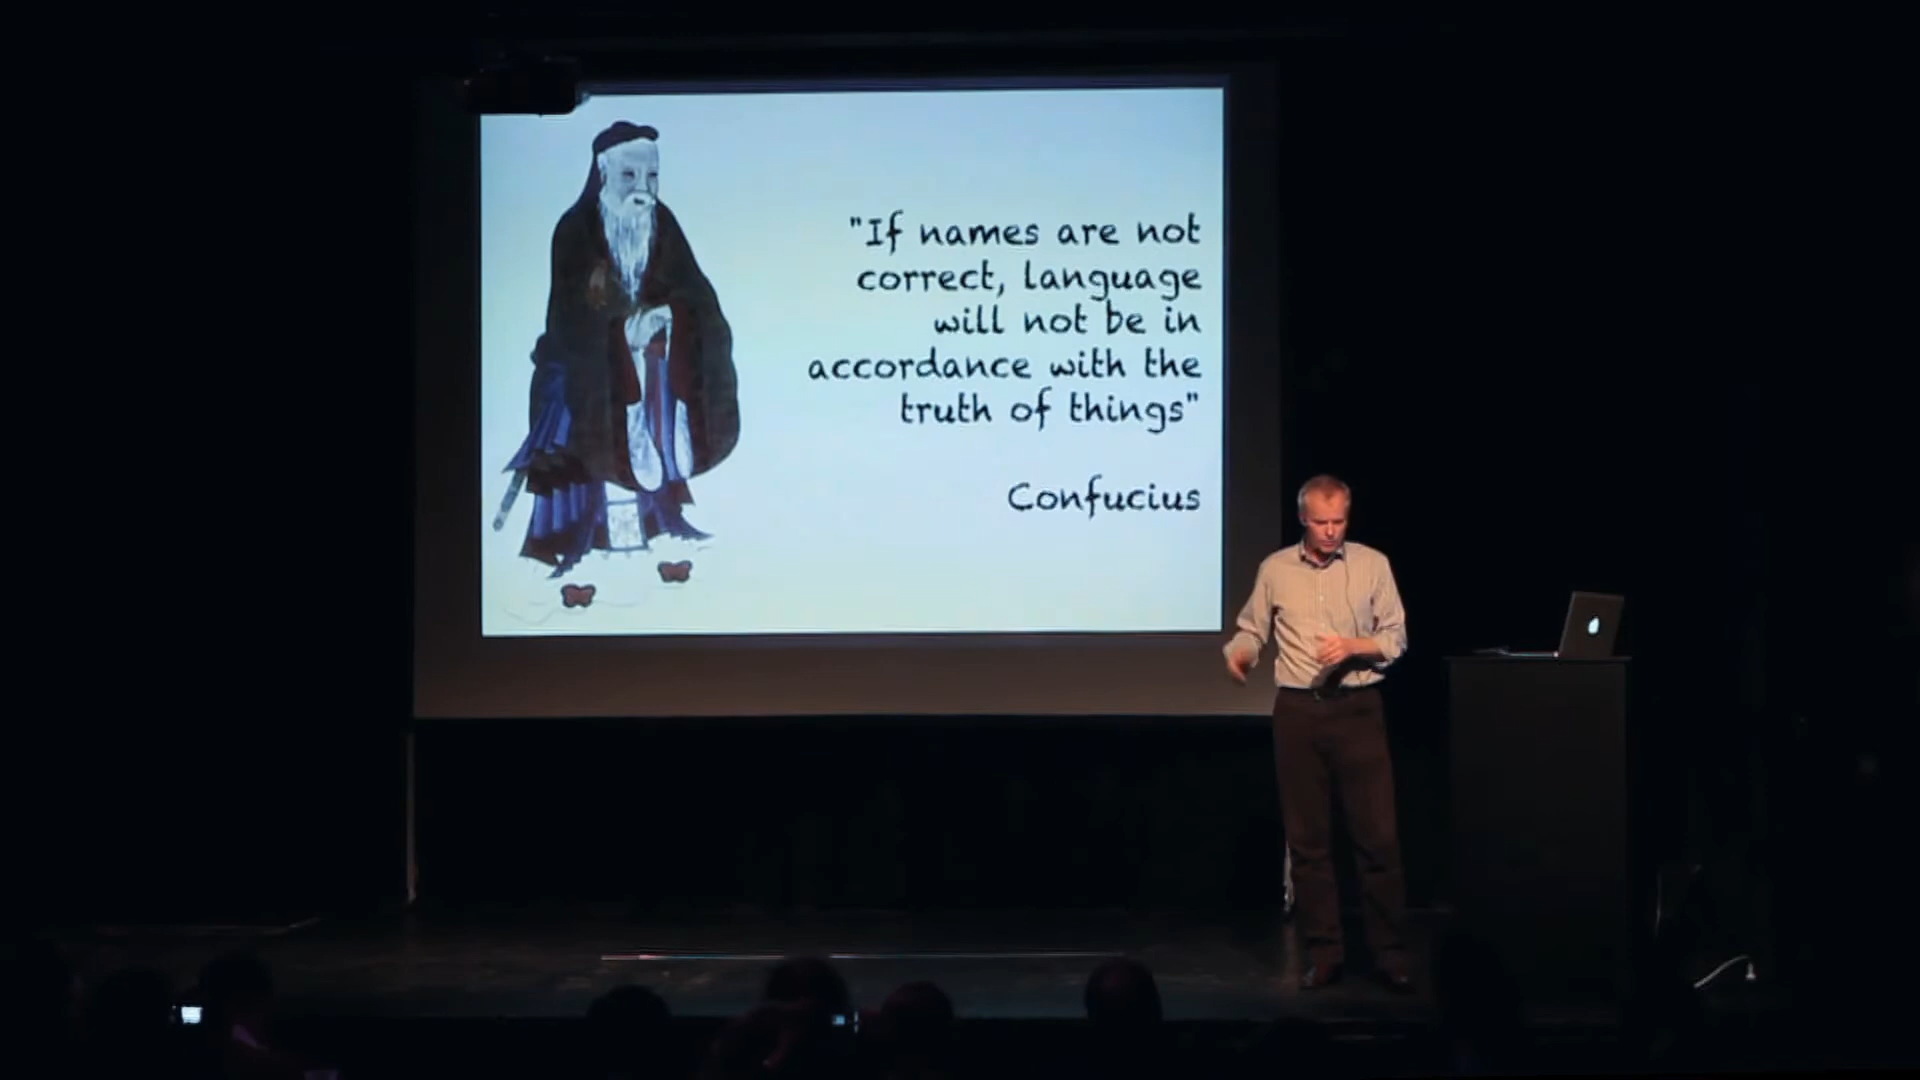 "If names are not
correct, language
will not be in
accordance with the
truth of things"
Confucius